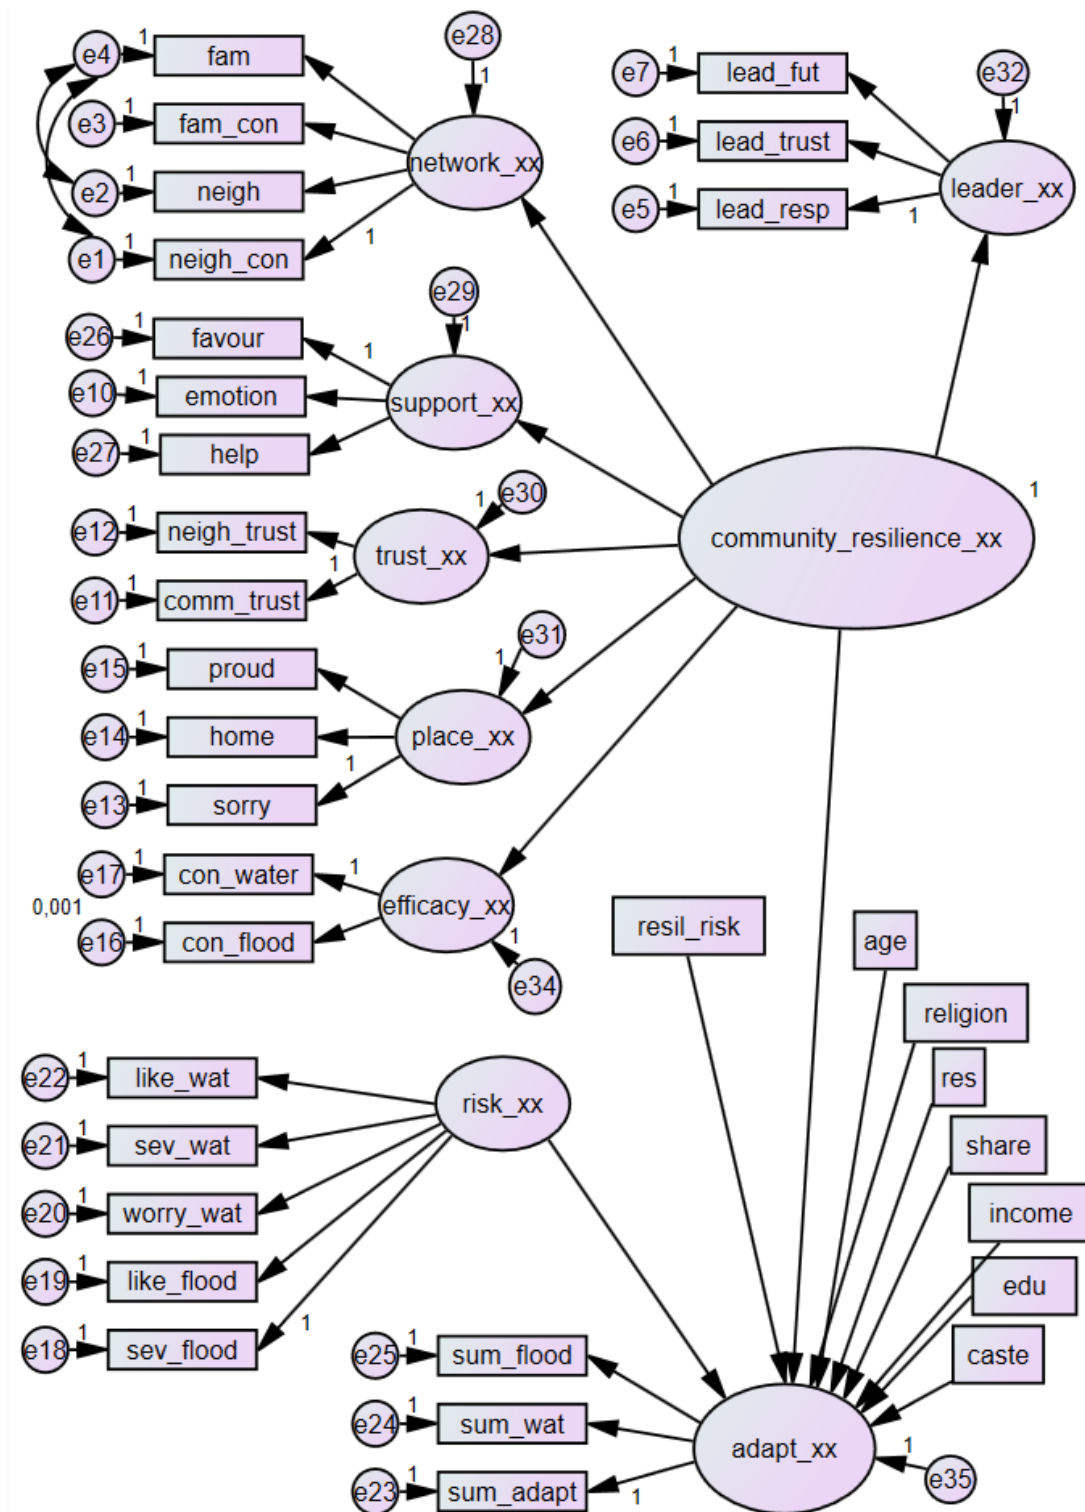 e4 1 fam
e3 1 fam_con
e2 1 neigh
e1 1 neigh_con
e28
1
network_xx
1
e7 1 lead_fut
e6 1 lead_trust
e5 1 lead_resp
e32
1
leader_xx
1
e26 1 favour
e10 1 emotion
e27 1 help
e29
1
1
support_xx
e12 1 neigh_trust
e11 1 comm_trust
1 e30
trust_xx
1
community_resilience_xx
1
e15 1 proud
e14 1 home
e13 1 sorry
e31
1
place_xx
1
e17 1 con_water
0,001
e16 1 con_flood
1
efficacy_xx
1
e34
resil_risk
age
religion
res
share
income
edu
caste
e22 1 like_wat
e21 1 sev_wat
e20 1 worry_wat
e19 1 like_flood
e18 1 sev_flood
risk_xx
1
e25 1 sum_flood
e24 1 sum_wat
e23 1 sum_adapt
1
adapt_xx
1
e35